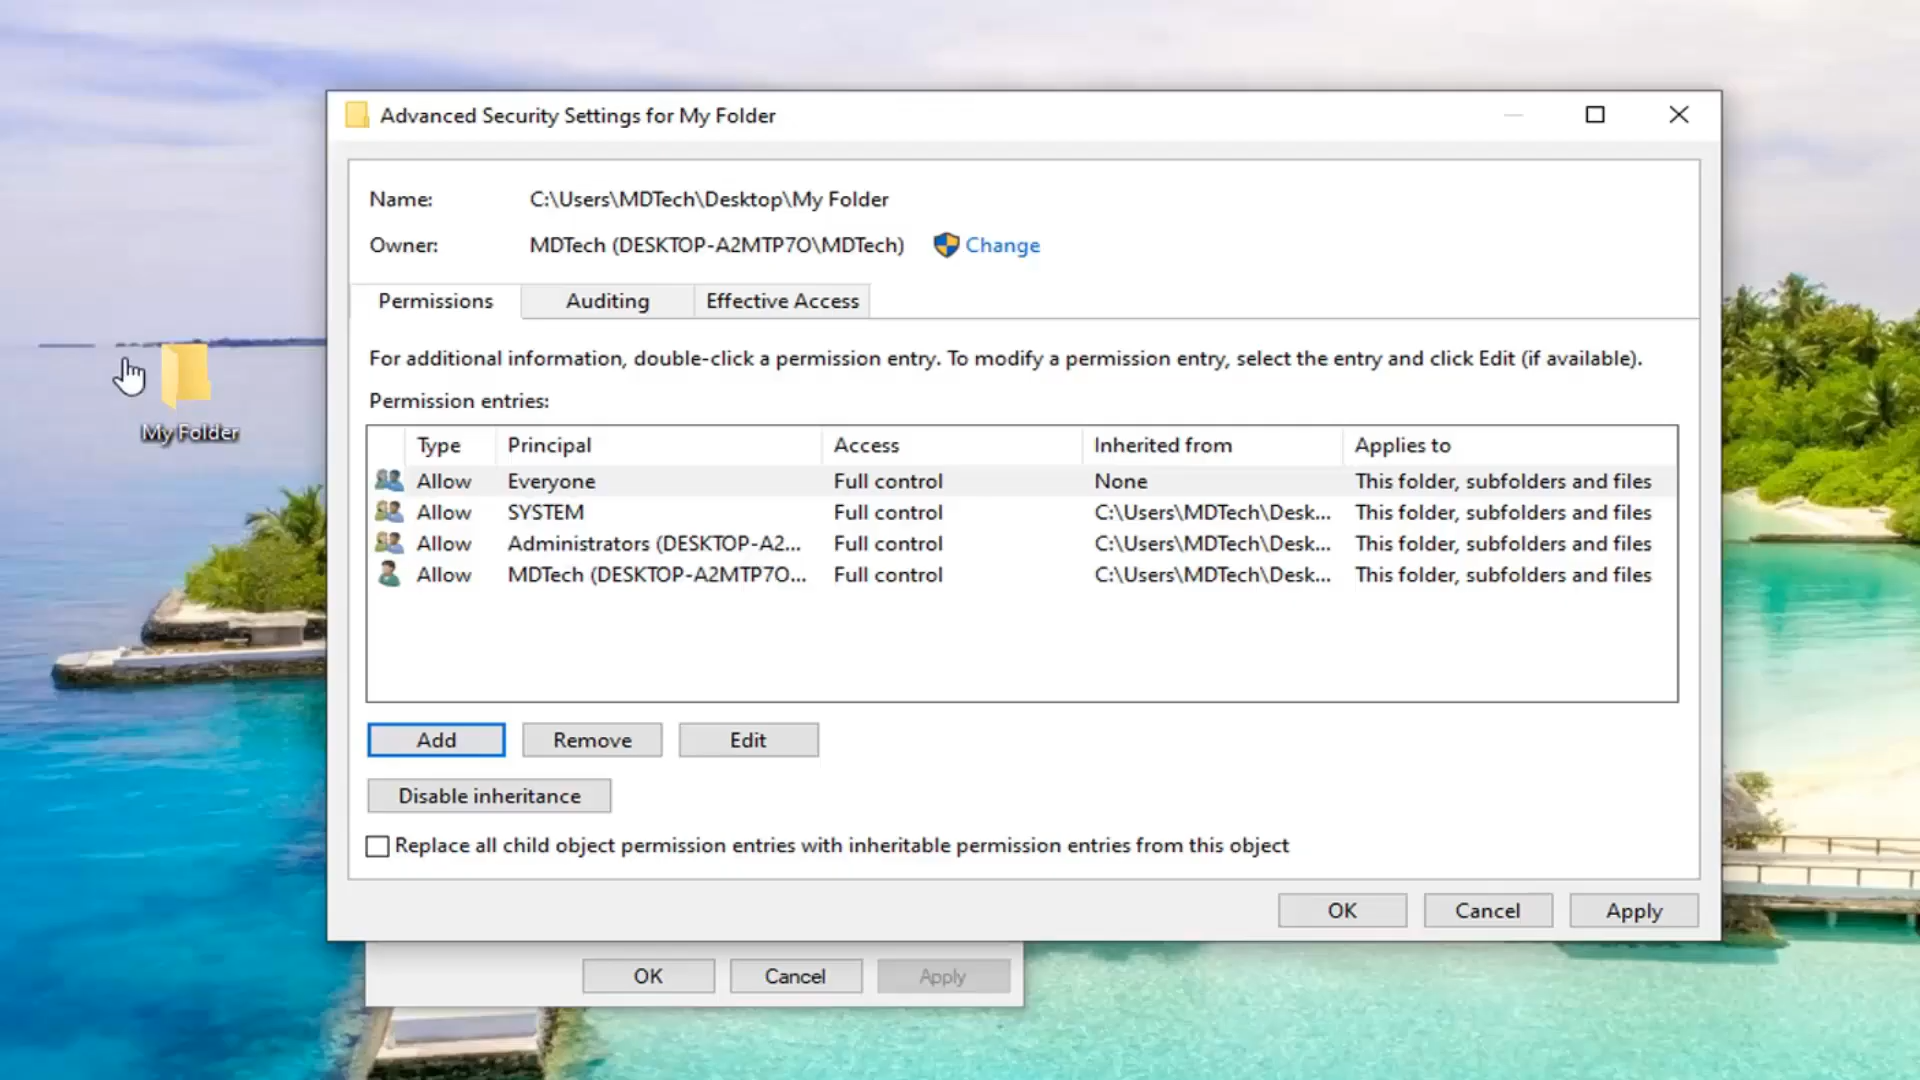 Advanced Security Settings for My Folder
Name: C:\Users\MDTech\Desktop\My Folder
Owner: MDTech (DESKTOP-A2MTP7O\MDTech) Change
Permissions Auditing Effective Access
For additional information, double-click a permission entry. To modify a permission entry, select the entry and click Edit (if available).
Permission entries:
Type Principal Access Inherited from Applies to
Allow Everyone Full control None This folder, subfolders and files
Allow SYSTEM Full control C:\Users\MDTech\Desk... This folder, subfolders and files
Allow Administrators (DESKTOP-A2... Full control C:\Users\MDTech\Desk... This folder, subfolders and files
Allow MDTech (DESKTOP-A2MTP7O... Full control C:\Users\MDTech\Desk... This folder, subfolders and files
My Folder
Add Remove Edit
Disable inheritance
Replace all child object permission entries with inheritable permission entries from this object
OK Cancel Apply
OK Cancel Apply